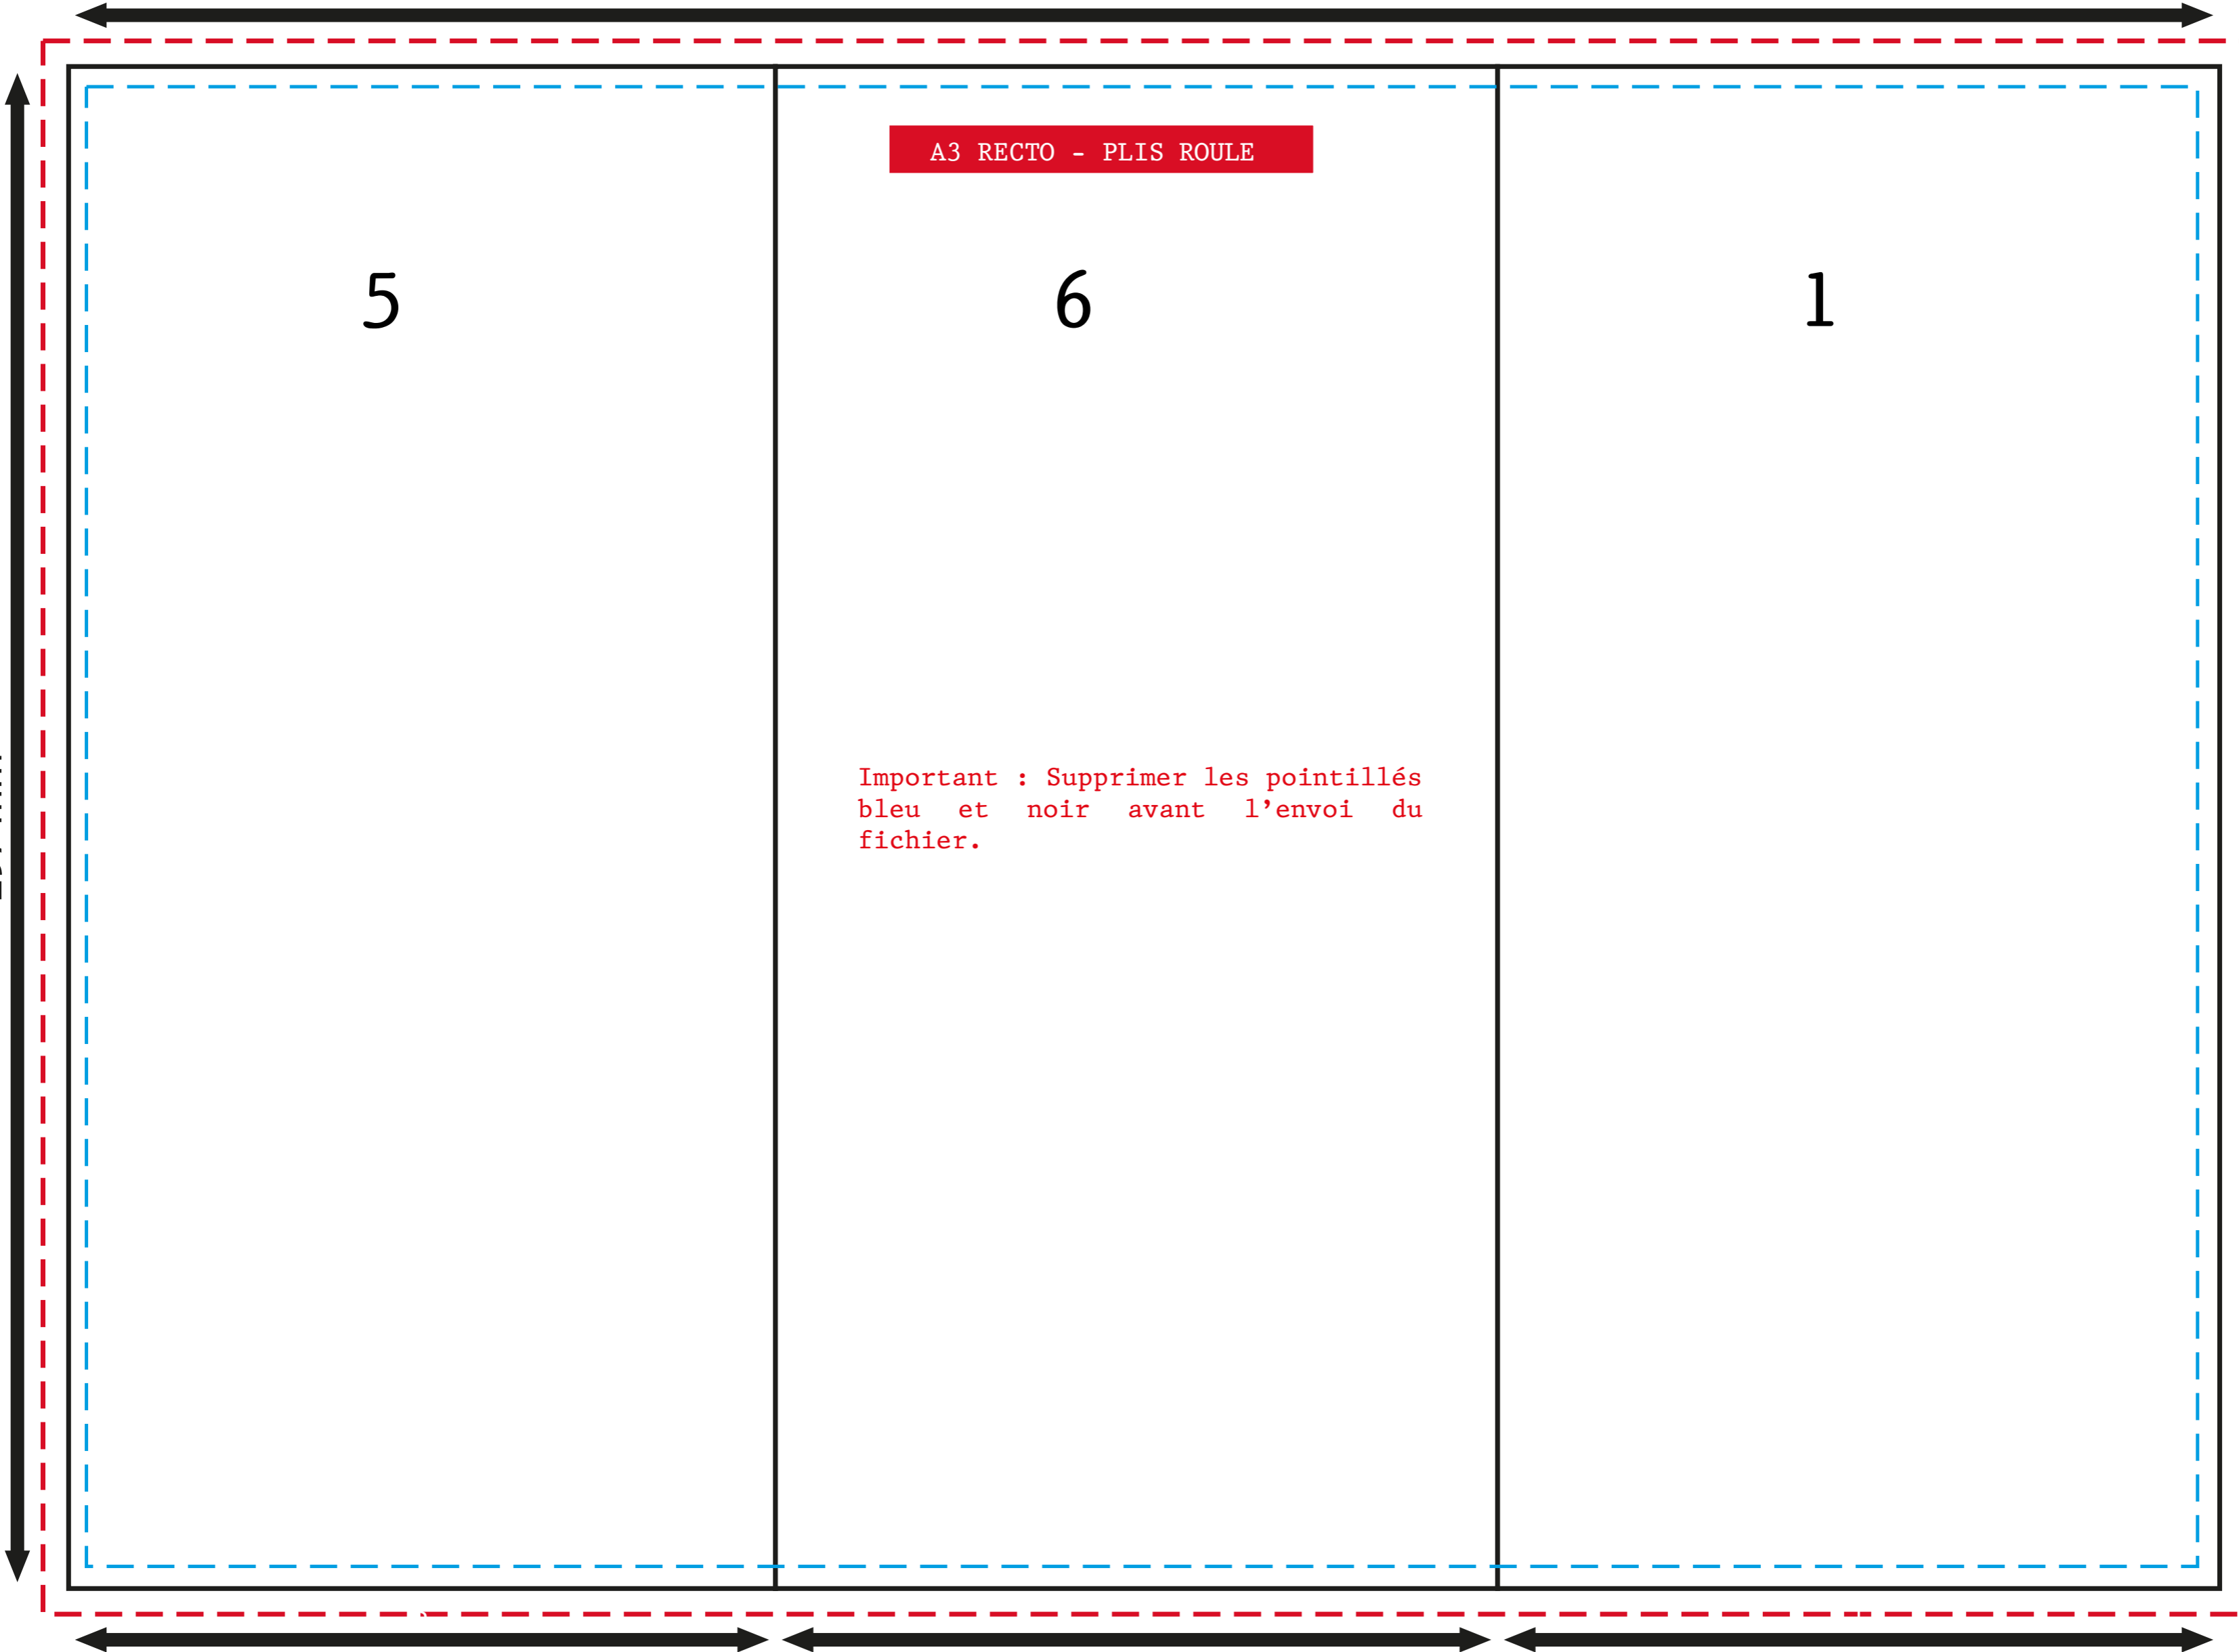 A3 RECTO - PLIS ROULE
5
6
1
Important : Supprimer les pointillés
bleu et noir avant l’envoi du
fichier.